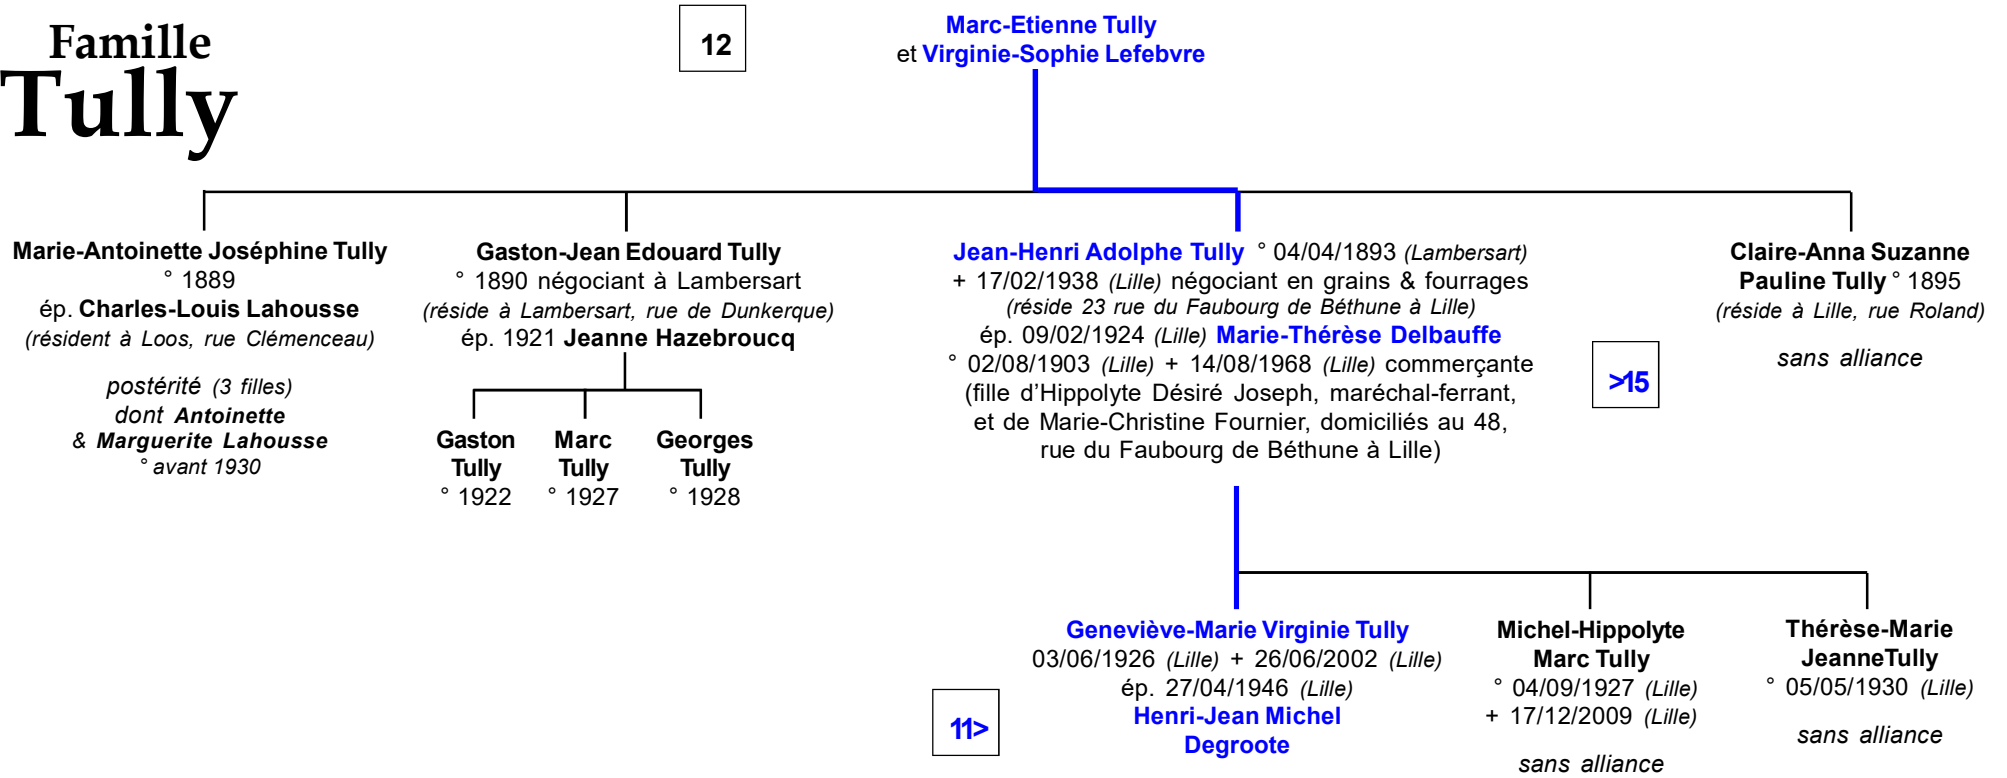 Famille
Tully
12
Marc-Etienne Tully
et Virginie-Sophie Lefebvre
Marie-Antoinette Joséphine Tully
° 1889
ép. Charles-Louis Lahousse
(résident à Loos, rue Clémenceau)
postérité (3 filles)
dont Antoinette
& Marguerite Lahousse
° avant 1930
Gaston-Jean Edouard Tully
° 1890 négociant à Lambersart
(réside à Lambersart, rue de Dunkerque)
ép. 1921 Jeanne Hazebroucq
Gaston
Tully
° 1922
Marc
Tully
° 1927
Georges
Tully
° 1928
Jean-Henri Adolphe Tully ° 04/04/1893 (Lambersart)
+ 17/02/1938 (Lille) négociant en grains & fourrages
(réside 23 rue du Faubourg de Béthune à Lille)
ép. 09/02/1924 (Lille) Marie-Thérèse Delbauffe
° 02/08/1903 (Lille) + 14/08/1968 (Lille) commerçante
(fille d’Hippolyte Désiré Joseph, maréchal-ferrant,
et de Marie-Christine Fournier, domiciliés au 48,
rue du Faubourg de Béthune à Lille)
>15
Claire-Anna Suzanne
Pauline Tully ° 1895
(réside à Lille, rue Roland)
sans alliance
11>
Geneviève-Marie Virginie Tully
03/06/1926 (Lille) + 26/06/2002 (Lille)
ép. 27/04/1946 (Lille)
Henri-Jean Michel
Degroote
Michel-Hippolyte
Marc Tully
° 04/09/1927 (Lille)
+ 17/12/2009 (Lille)
sans alliance
Thérèse-Marie
JeanneTully
° 05/05/1930 (Lille)
sans alliance